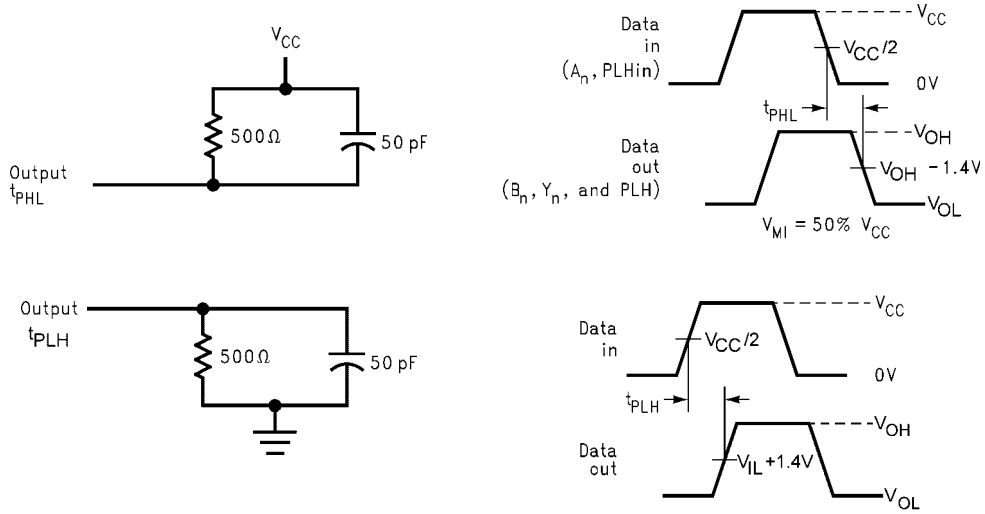 V_CC
500Ω
50 pF
Output
t_PHL
Data
in
(A_n, PLHin)
V_CC
V_CC/2
0V
t_PHL
Data
out
(B_n, Y_n, and PLH)
V_OH
V_OH -1.4V
V_OL
V_MI = 50% V_CC
Output
t_PLH
500Ω
50 pF
Data
in
V_CC
V_CC/2
0V
t_PLH
Data
out
V_OH
V_IL +1.4V
V_OL